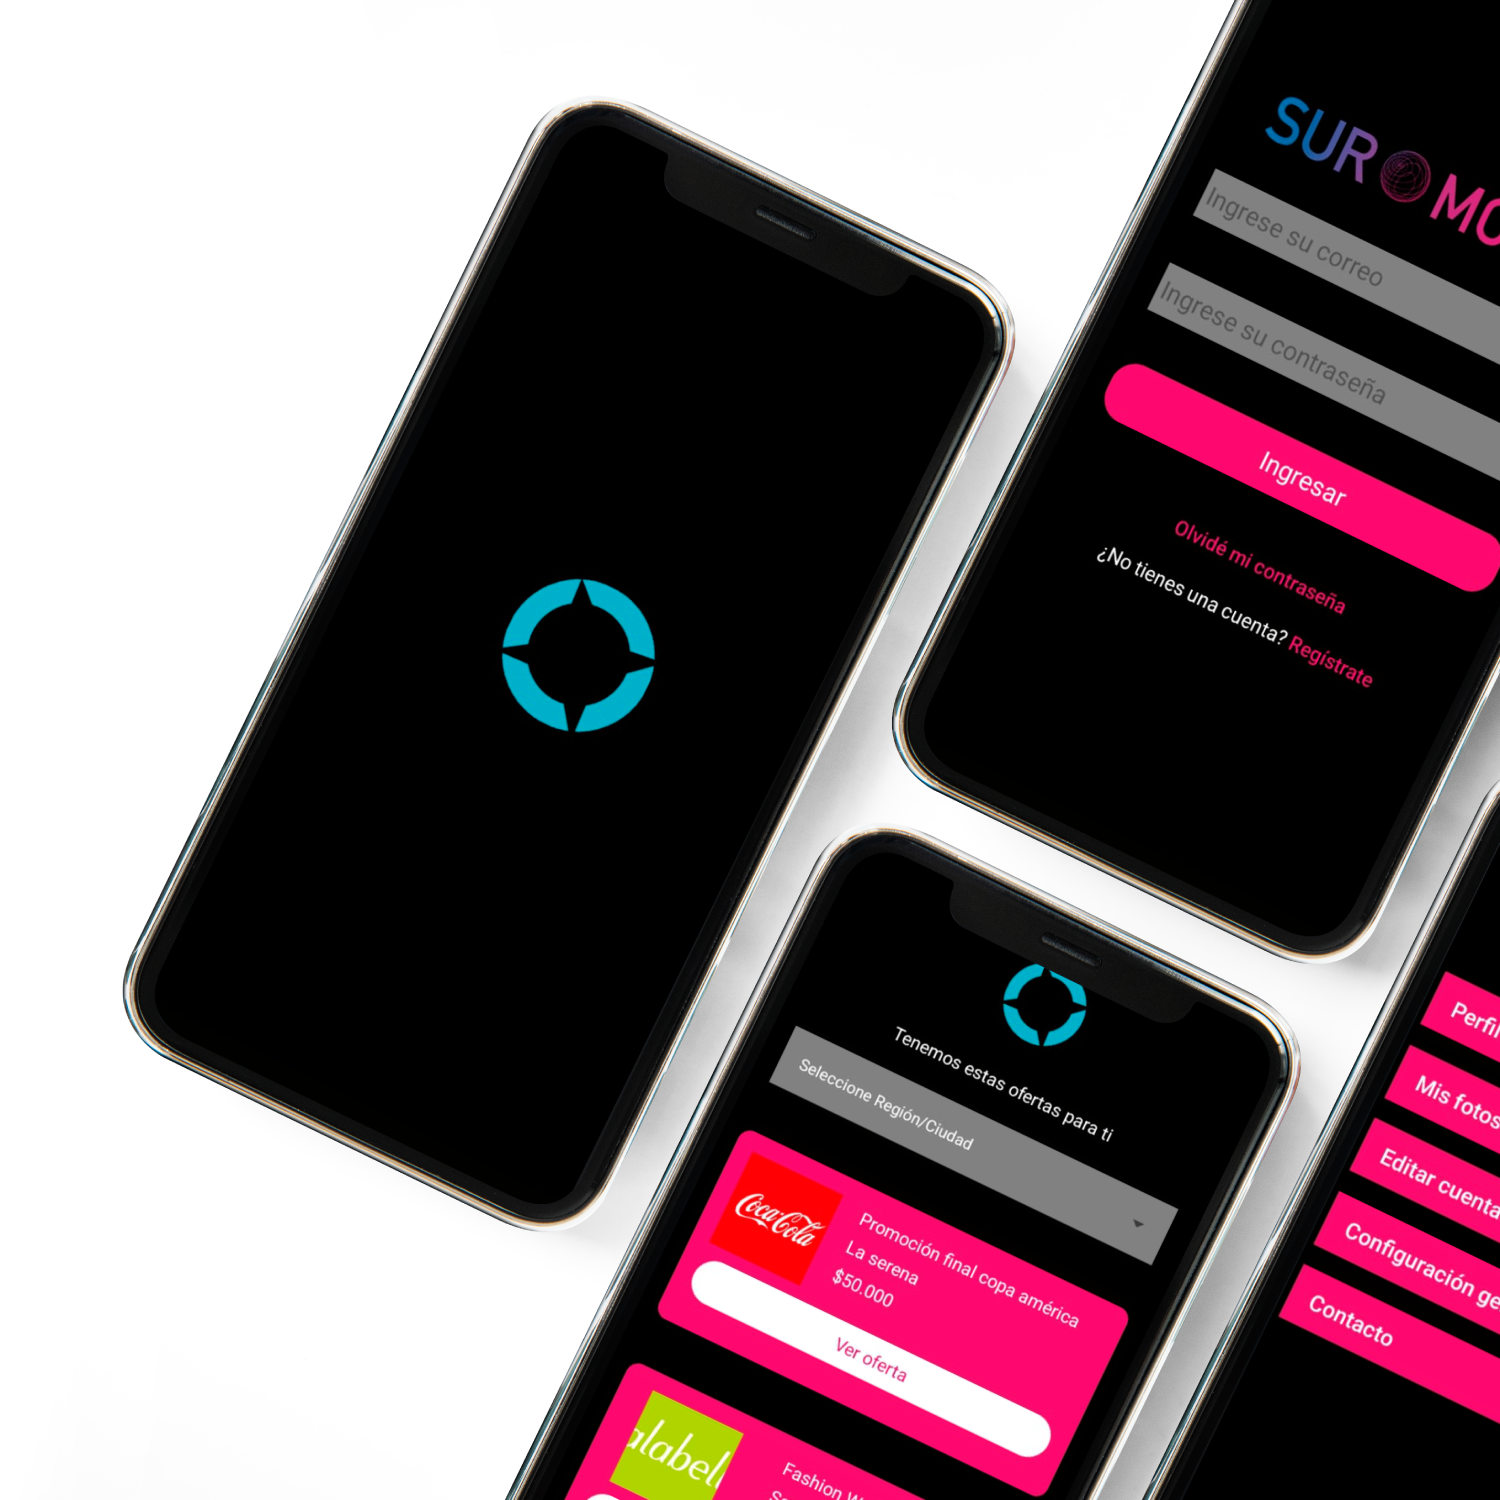 SUR MO
Ingrese su correo
Ingrese su contraseña
Ingresar
Olvidé mi contraseña
¿No tienes una cuenta? Regístrate
Tenemos estas ofertas para ti
Seleccione Región/Ciudad
Coca-Cola
Promoción final copa américa
La serena
$50.000
Ver oferta
alabel
Fashion
Perfil
Mis fotos
Editar cuenta
Configuración ge
Contacto